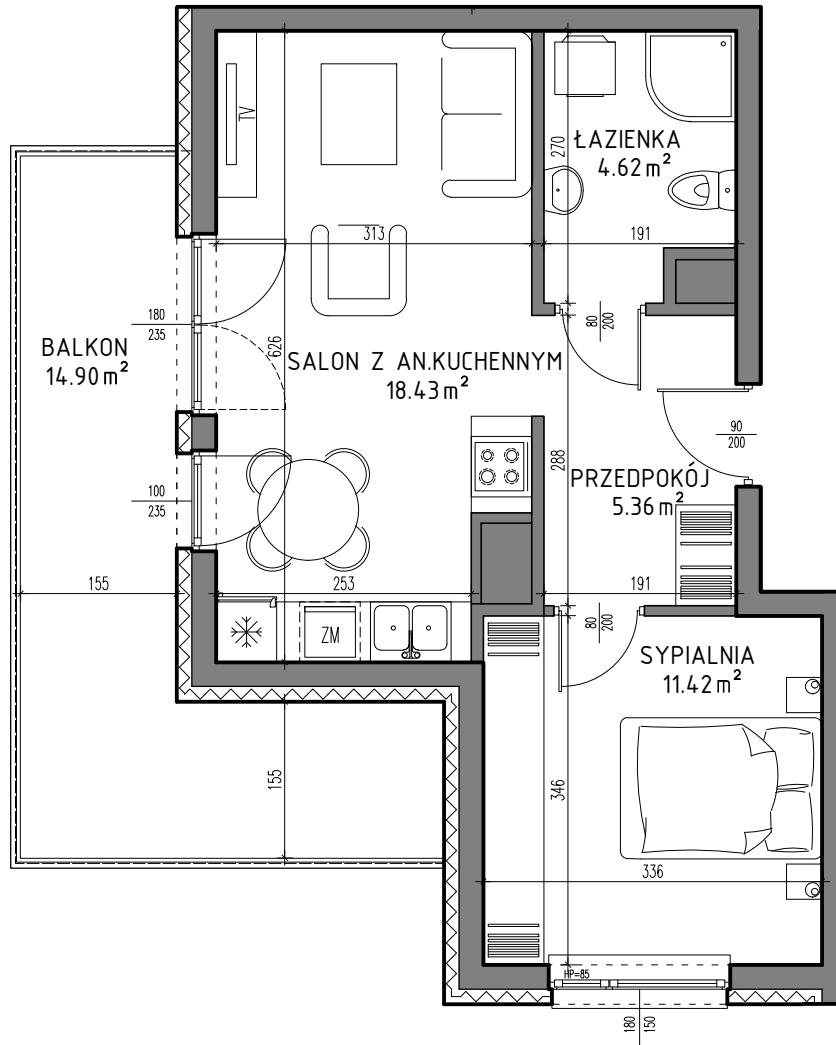 TV
ŁAZIENKA
4.62 m²
270
313
191
180
235
BALKON
14.90 m²
626
SALON Z AN.KUCHENNYM
18.43 m²
80
200
90
200
288
PRZEDPOKÓJ
5.36 m²
100
235
155
253
191
ZM
80
200
SYPIALNIA
11.42 m²
155
346
336
HP=85
180
150